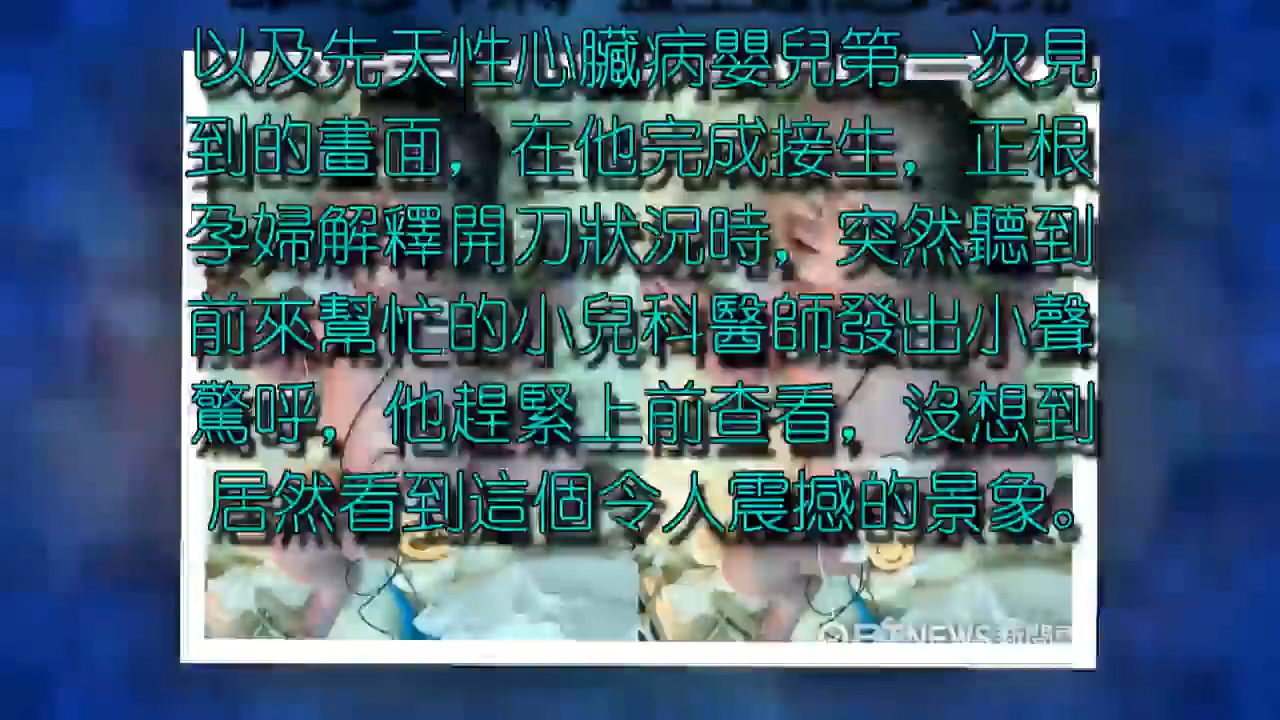 以及先天性心臟病嬰兒第一次見
到的畫面，在他完成接生，正根
孕婦解釋開刀狀況時，突然聽到
前來幫忙的小兒科醫師發出小聲
驚呼，他趕緊上前查看，沒想到
居然看到這個令人震撼的景象。